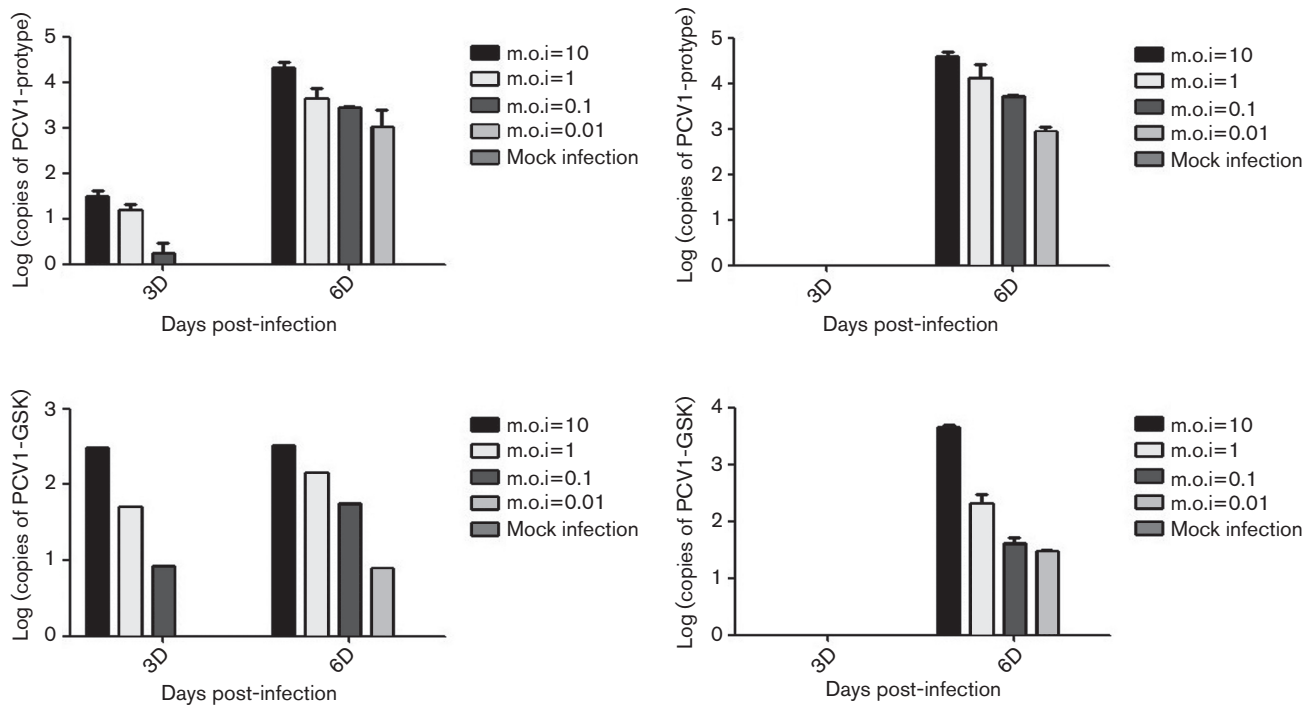 Log (copies of PCV1-protype)
5
4
3
2
1
0
3D
6D
Days post-infection
m.o.i=10
m.o.i=1
m.o.i=0.1
m.o.i=0.01
Mock infection
Log (copies of PCV1-protype)
5
4
3
2
1
0
3D
6D
Days post-infection
m.o.i=10
m.o.i=1
m.o.i=0.1
m.o.i=0.01
Mock infection
Log (copies of PCV1-GSK)
3
2
1
0
3D
6D
Days post-infection
m.o.i=10
m.o.i=1
m.o.i=0.1
m.o.i=0.01
Mock infection
Log (copies of PCV1-GSK)
4
3
2
1
0
3D
6D
Days post-infection
m.o.i=10
m.o.i=1
m.o.i=0.1
m.o.i=0.01
Mock infection